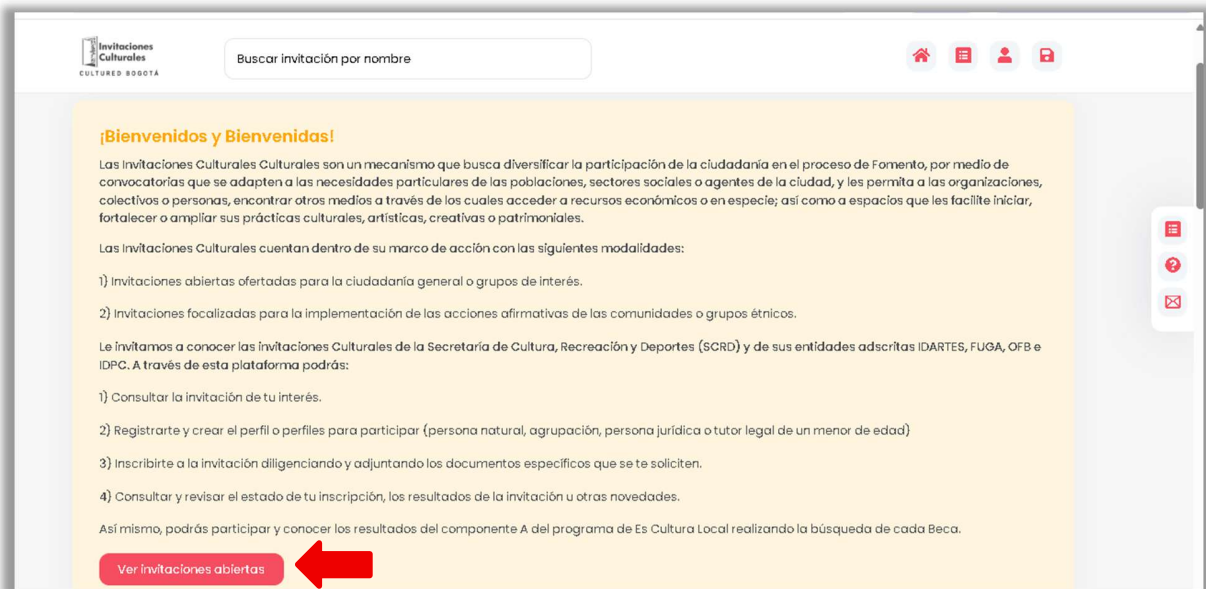 Invitaciones
Culturales
CULTURED BOGOTÁ
Buscar invitación por nombre
¡Bienvenidos y Bienvenidas!
Las Invitaciones Culturales Culturales son un mecanismo que busca diversificar la participación de la ciudadanía en el proceso de Fomento, por medio de
convocatorias que se adapten a las necesidades particulares de las poblaciones, sectores sociales o agentes de la ciudad, y les permita a las organizaciones,
colectivos o personas, encontrar otros medios a través de los cuales acceder a recursos económicos o en especie; así como a espacios que les facilite iniciar,
fortalecer o ampliar sus prácticas culturales, artísticas, creativas o patrimoniales.
Las Invitaciones Culturales cuentan dentro de su marco de acción con las siguientes modalidades:
1) Invitaciones abiertas ofertadas para la ciudadanía general o grupos de interés.
2) Invitaciones focalizadas para la implementación de las acciones afirmativas de las comunidades o grupos étnicos.
Le invitamos a conocer las invitaciones Culturales de la Secretaría de Cultura, Recreación y Deportes (SCRD) y de sus entidades adscritas IDARTES, FUGA, OFB e
IDPC. A través de esta plataforma podrás:
1) Consultar la invitación de tu interés.
2) Registrarte y crear el perfil o perfiles para participar (persona natural, agrupación, persona jurídica o tutor legal de un menor de edad)
3) Inscribirte a la invitación diligenciando y adjuntando los documentos específicos que se te soliciten.
4) Consultar y revisar el estado de tu inscripción, los resultados de la invitación u otras novedades.
Así mismo, podrás participar y conocer los resultados del componente A del programa de Es Cultura Local realizando la búsqueda de cada Beca.
Ver invitaciones abiertas